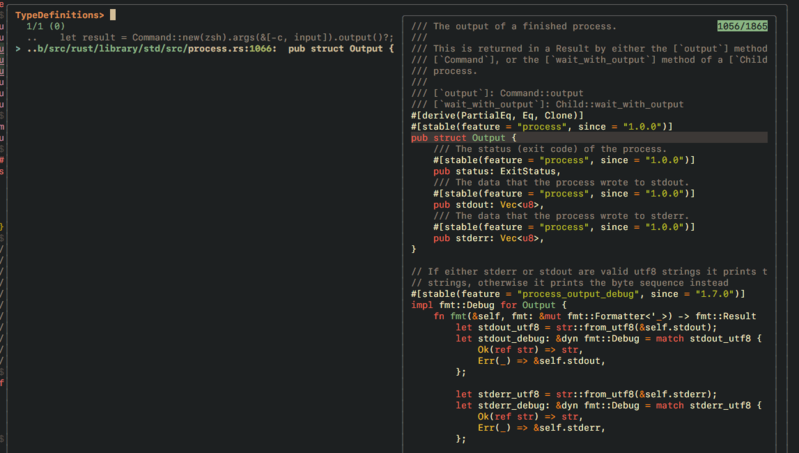 TypeDefinitions>
1/1 (0)
..    let result = Command::new(zsh).args(&[-c, input]).output()?;
> ..b/src/rust/library/std/src/process.rs:1066:  pub struct Output {
1056/1865
/// The output of a finished process.
///
/// This is returned in a Result by either the [`output`] method
/// [`Command`], or the [`wait_with_output`] method of a [`Child
/// process.
///
/// [`output`]: Command::output
/// [`wait_with_output`]: Child::wait_with_output
#[derive(PartialEq, Eq, Clone)]
#[stable(feature = "process", since = "1.0.0")]
pub struct Output {
    /// The status (exit code) of the process.
    #[stable(feature = "process", since = "1.0.0")]
    pub status: ExitStatus,
    /// The data that the process wrote to stdout.
    #[stable(feature = "process", since = "1.0.0")]
    pub stdout: Vec<u8>,
    /// The data that the process wrote to stderr.
    #[stable(feature = "process", since = "1.0.0")]
    pub stderr: Vec<u8>,
}
// If either stderr or stdout are valid utf8 strings it prints t
// strings, otherwise it prints the byte sequence instead
#[stable(feature = "process_output_debug", since = "1.7.0")]
impl fmt::Debug for Output {
    fn fmt(&self, fmt: &mut fmt::Formatter<'_>) -> fmt::Result
        let stdout_utf8 = str::from_utf8(&self.stdout);
        let stdout_debug: &dyn fmt::Debug = match stdout_utf8 {
            Ok(ref str) => str,
            Err(_) => &self.stdout,
        };
        let stderr_utf8 = str::from_utf8(&self.stderr);
        let stderr_debug: &dyn fmt::Debug = match stderr_utf8 {
            Ok(ref str) => str,
            Err(_) => &self.stderr,
        };